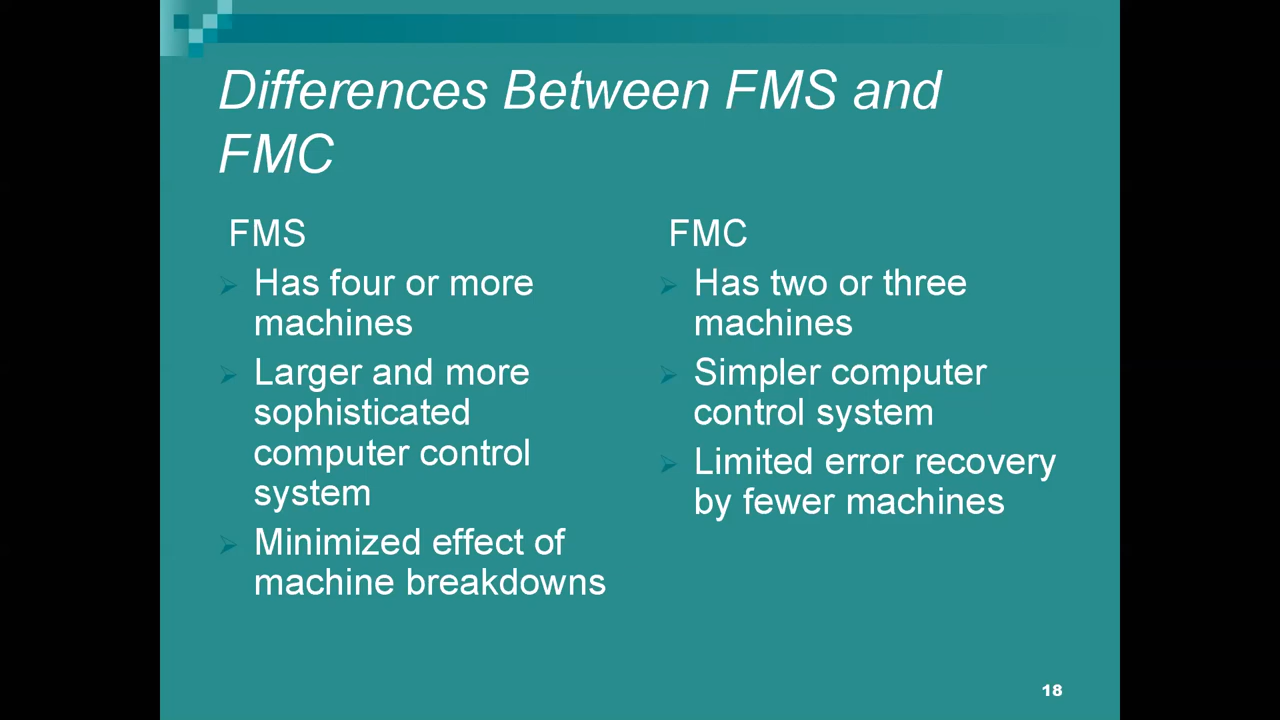 Differences Between FMS and
FMC
FMS
Has four or more
machines
Larger and more
sophisticated
computer control
system
Minimized effect of
machine breakdowns
FMC
Has two or three
machines
Simpler computer
control system
Limited error recovery
by fewer machines
18